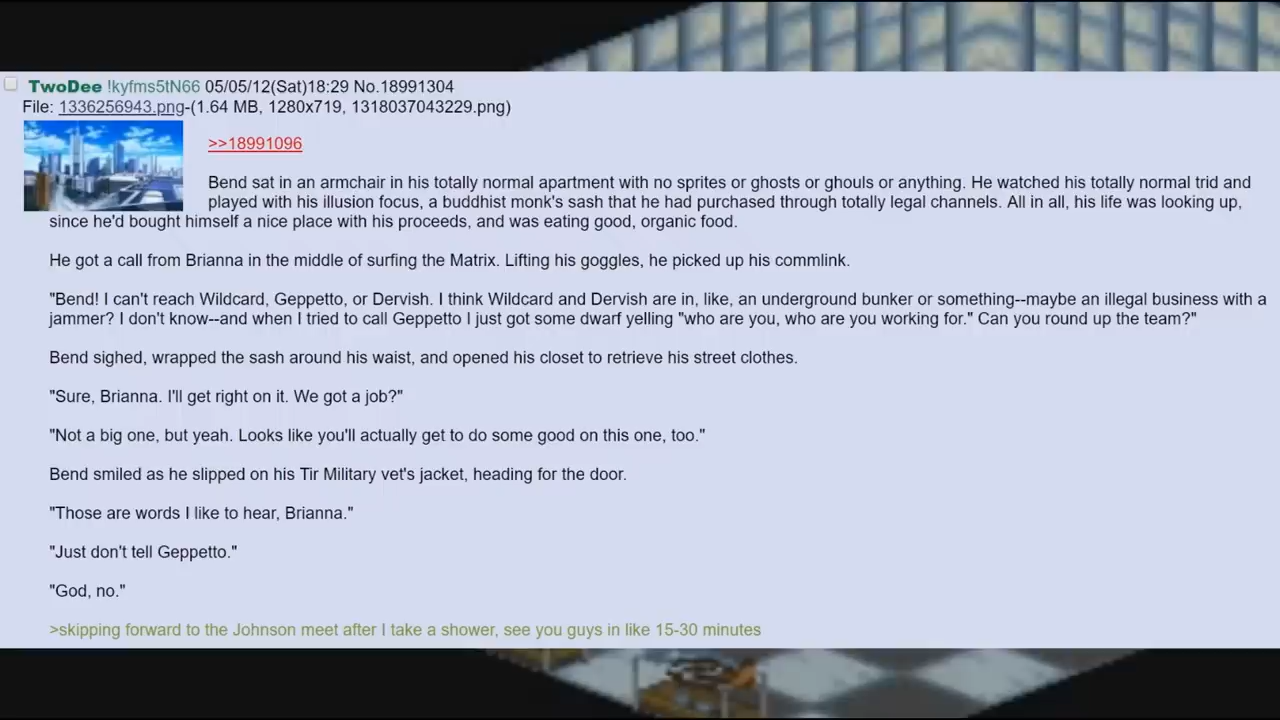 TwoDee !kyfms5tN66 05/05/12(Sat)18:29 No.18991304
File: 1336256943.png-(1.64 MB, 1280x719, 1318037043229.png)
>>18991096
Bend sat in an armchair in his totally normal apartment with no sprites or ghosts or ghouls or anything. He watched his totally normal trid and
played with his illusion focus, a buddhist monk's sash that he had purchased through totally legal channels. All in all, his life was looking up,
since he'd bought himself a nice place with his proceeds, and was eating good, organic food.
He got a call from Brianna in the middle of surfing the Matrix. Lifting his goggles, he picked up his commlink.
"Bend! I can't reach Wildcard, Geppetto, or Dervish. I think Wildcard and Dervish are in, like, an underground bunker or something--maybe an illegal business with a
jammer? I don't know--and when I tried to call Geppetto I just got some dwarf yelling "who are you, who are you working for." Can you round up the team?"
Bend sighed, wrapped the sash around his waist, and opened his closet to retrieve his street clothes.
"Sure, Brianna. I'll get right on it. We got a job?"
"Not a big one, but yeah. Looks like you'll actually get to do some good on this one, too."
Bend smiled as he slipped on his Tir Military vet's jacket, heading for the door.
"Those are words I like to hear, Brianna."
"Just don't tell Geppetto."
"God, no."
>skipping forward to the Johnson meet after I take a shower, see you guys in like 15-30 minutes